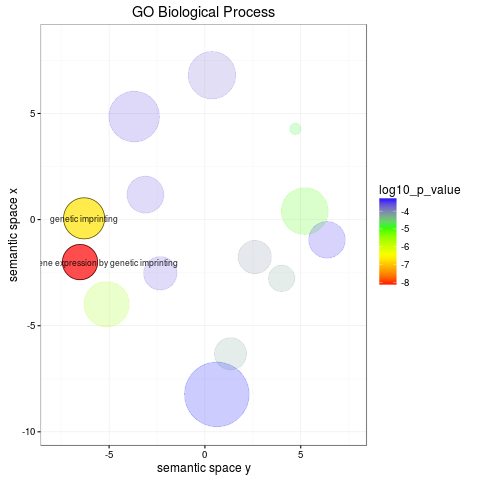 GO Biological Process
semantic space x
5
0
-5
-10
genetic imprinting
ene expression by genetic imprinting
-5
0
5
semantic space y
log10_p_value
-4
-5
-6
-7
-8